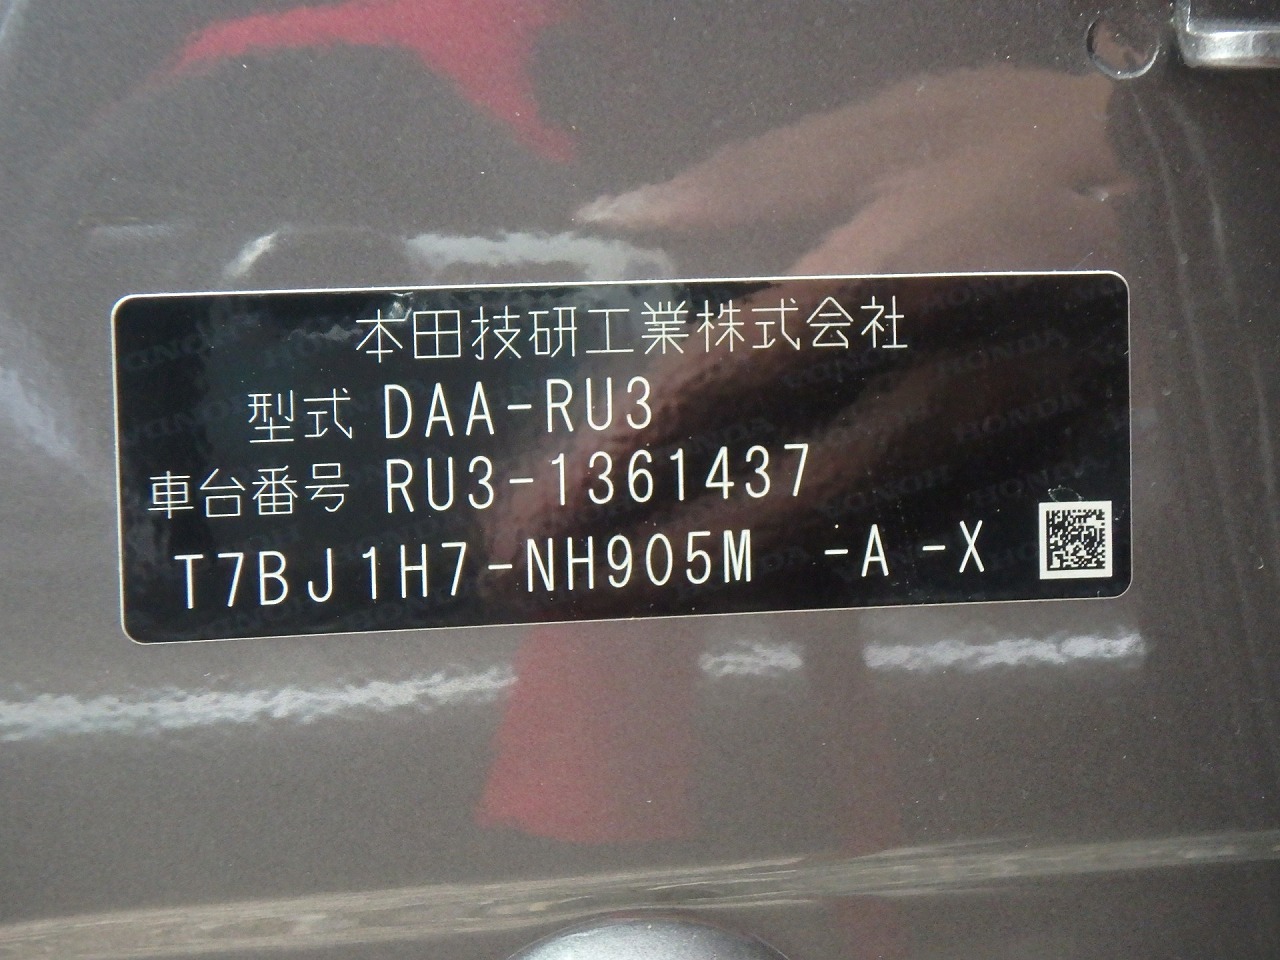 本田技研工業株式会社
型式 DAA-RU3
車台番号 RU3-1361437
T7BJ1H7-NH905M -A -X